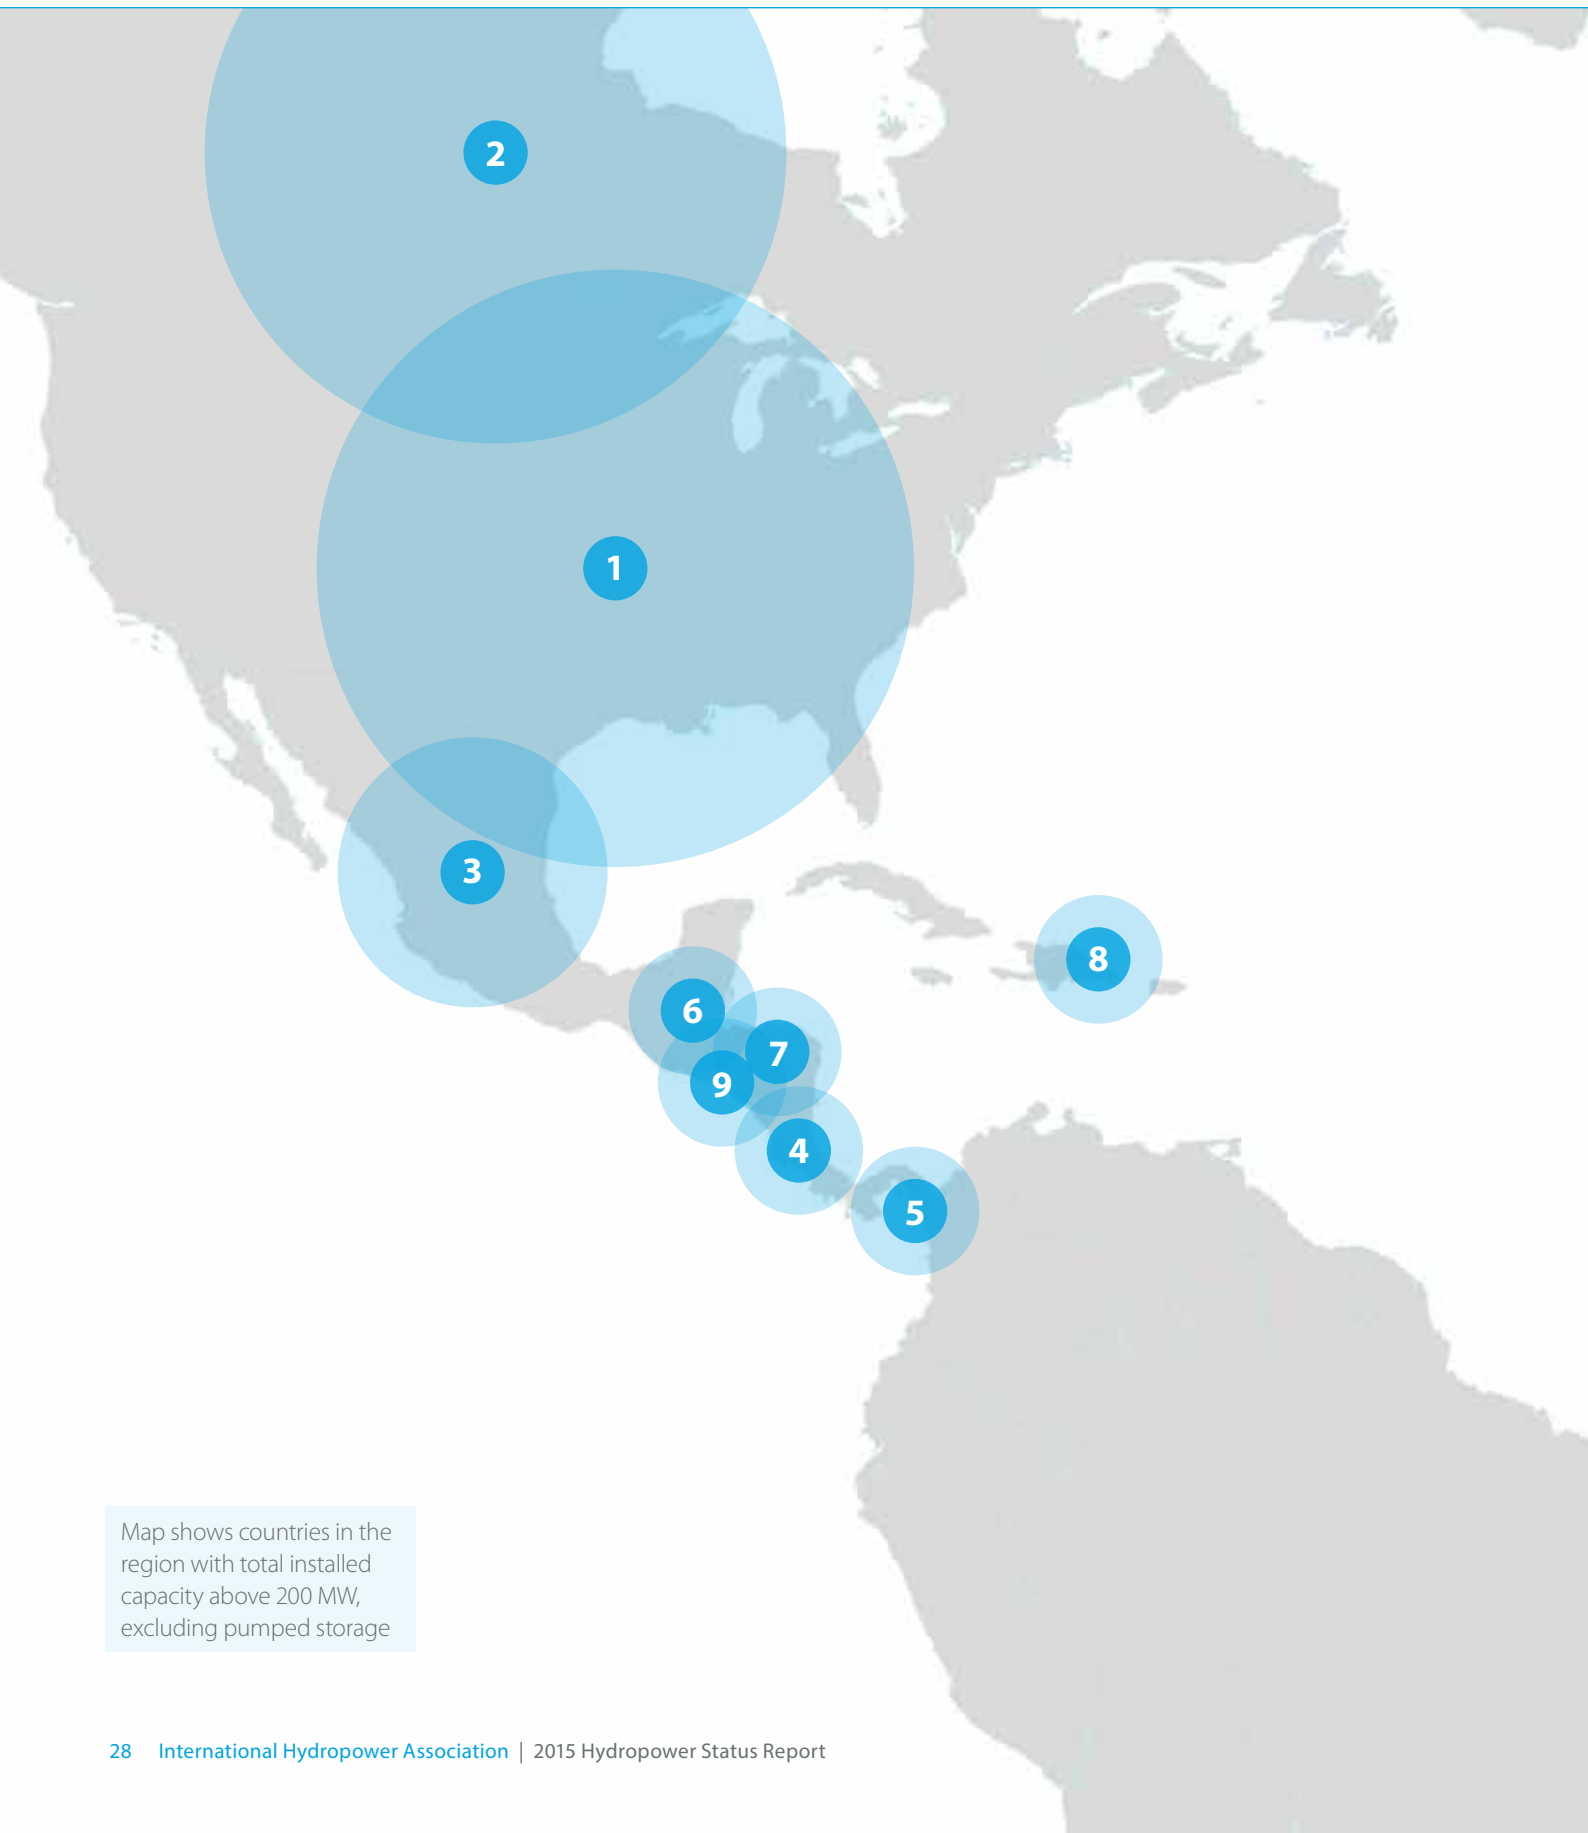 2
1
3
8
6
7
9
4
5
Map shows countries in the
region with total installed
capacity above 200 MW,
excluding pumped storage
28 International Hydropower Association | 2015 Hydropower Status Report